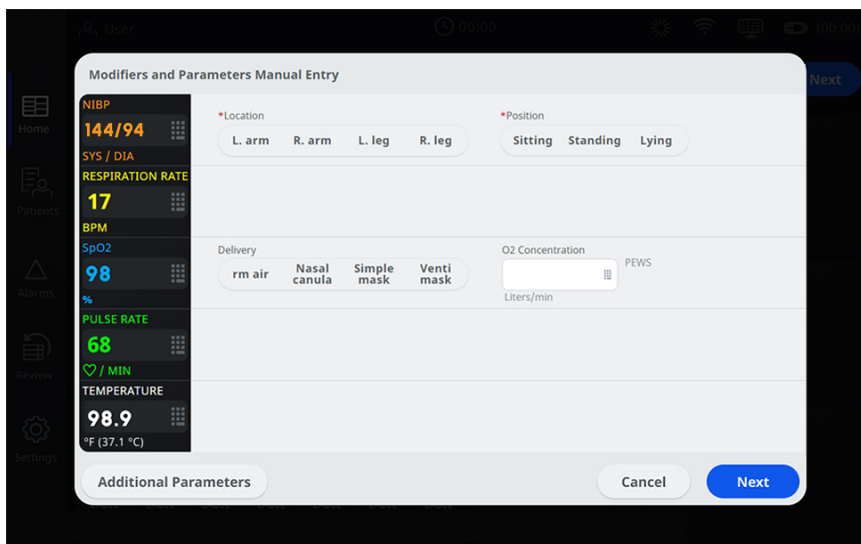 User 00:00 (00:00)
Next
Home
Patients
Alarms
Review
Settings
Modifiers and Parameters Manual Entry
NIBP
144/94
SYS / DIA
*Location
L. arm R. arm L. leg R. leg
*Position
Sitting Standing Lying
RESPIRATION RATE
17
BPM
SpO2
98
%
Delivery
rm air Nasal canula Simple mask Venti mask
O2 Concentration
Liters/min
PEWS
PULSE RATE
68
/ MIN
TEMPERATURE
98.9
°F (37.1 °C)
Additional Parameters Cancel Next